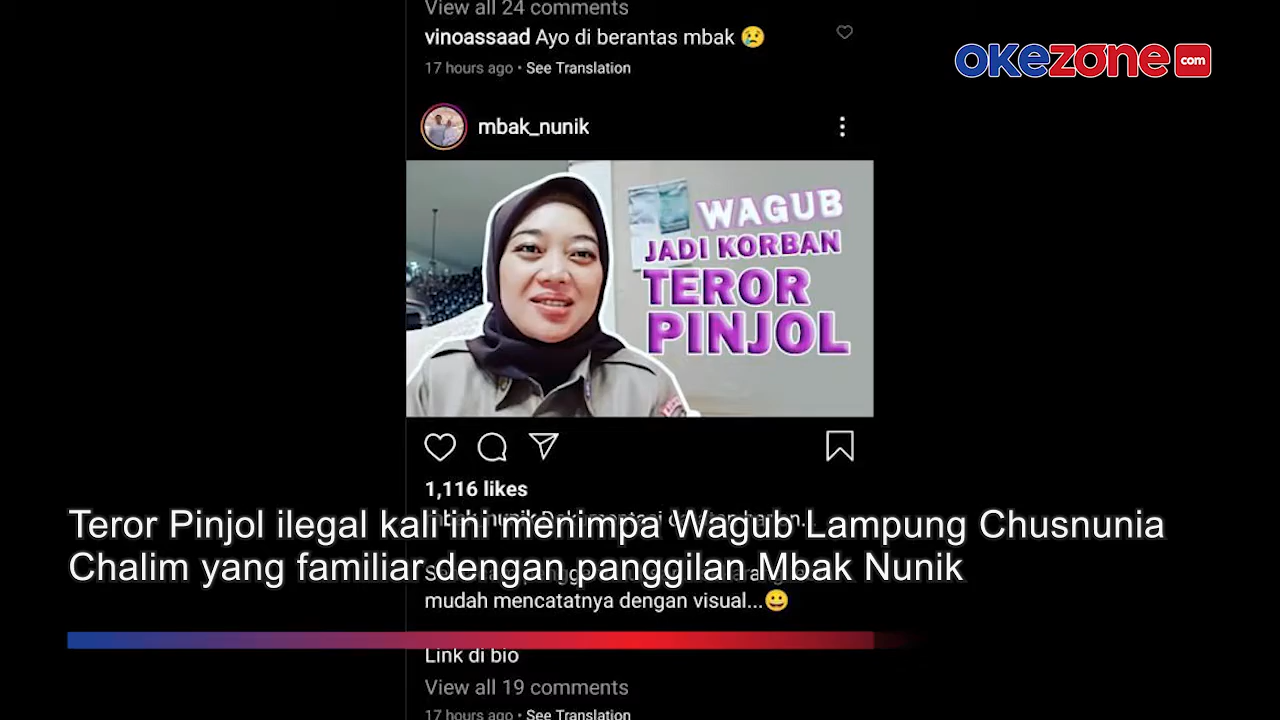 View all 24 comments
vinoassaad Ayo di berantas mbak 😢
17 hours ago • See Translation
okezone.com
mbak_nunik
WAGUB
JADI KORBAN
TEROR
PINJOL
1,116 likes
mbak_nunik
Teror Pinjol ilegal kali ini menimpa Wagub Lampung Chusnunia
Chalim yang familiar dengan panggilan Mbak Nunik
mudah mencatatnya dengan visual...😀
Link di bio
View all 19 comments
17 hours ago • See Translation